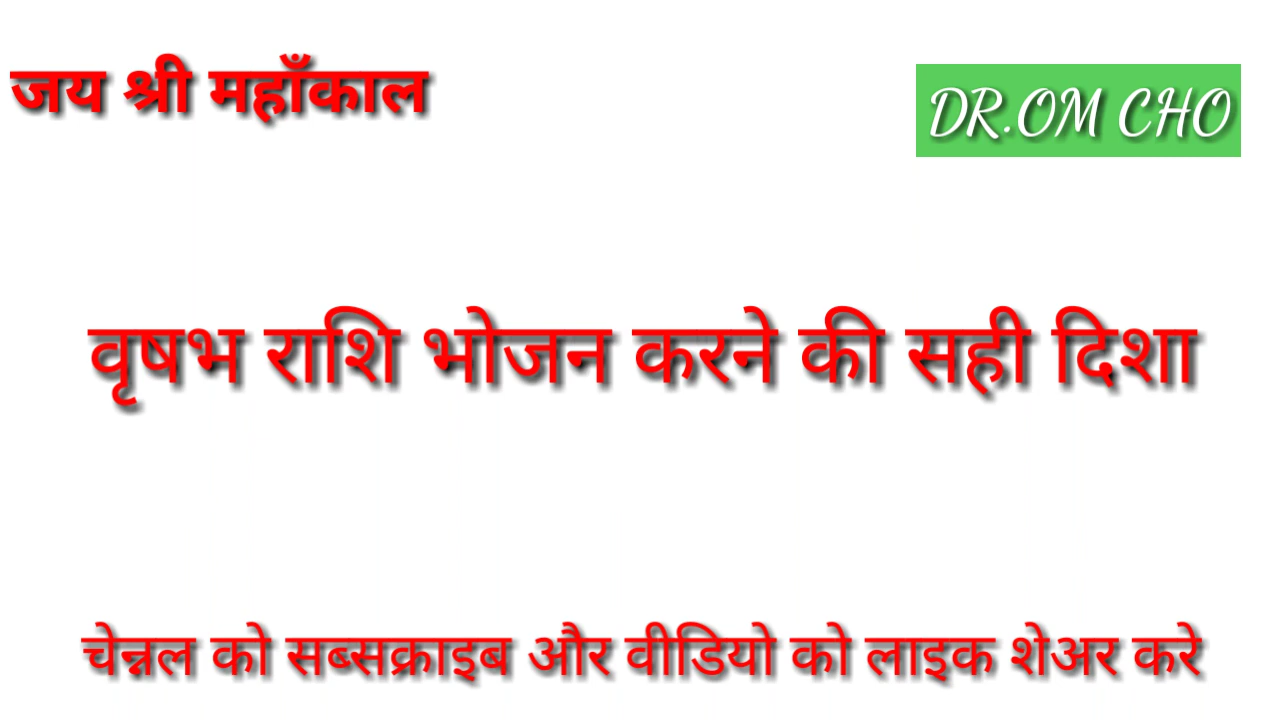 जय श्री महाँकाल
DR.OM CHO
वृषभ राशि भोजन करने की सही दिशा
चेन्नल को सब्सक्राइब और वीडियो को लाइक शेअर करे